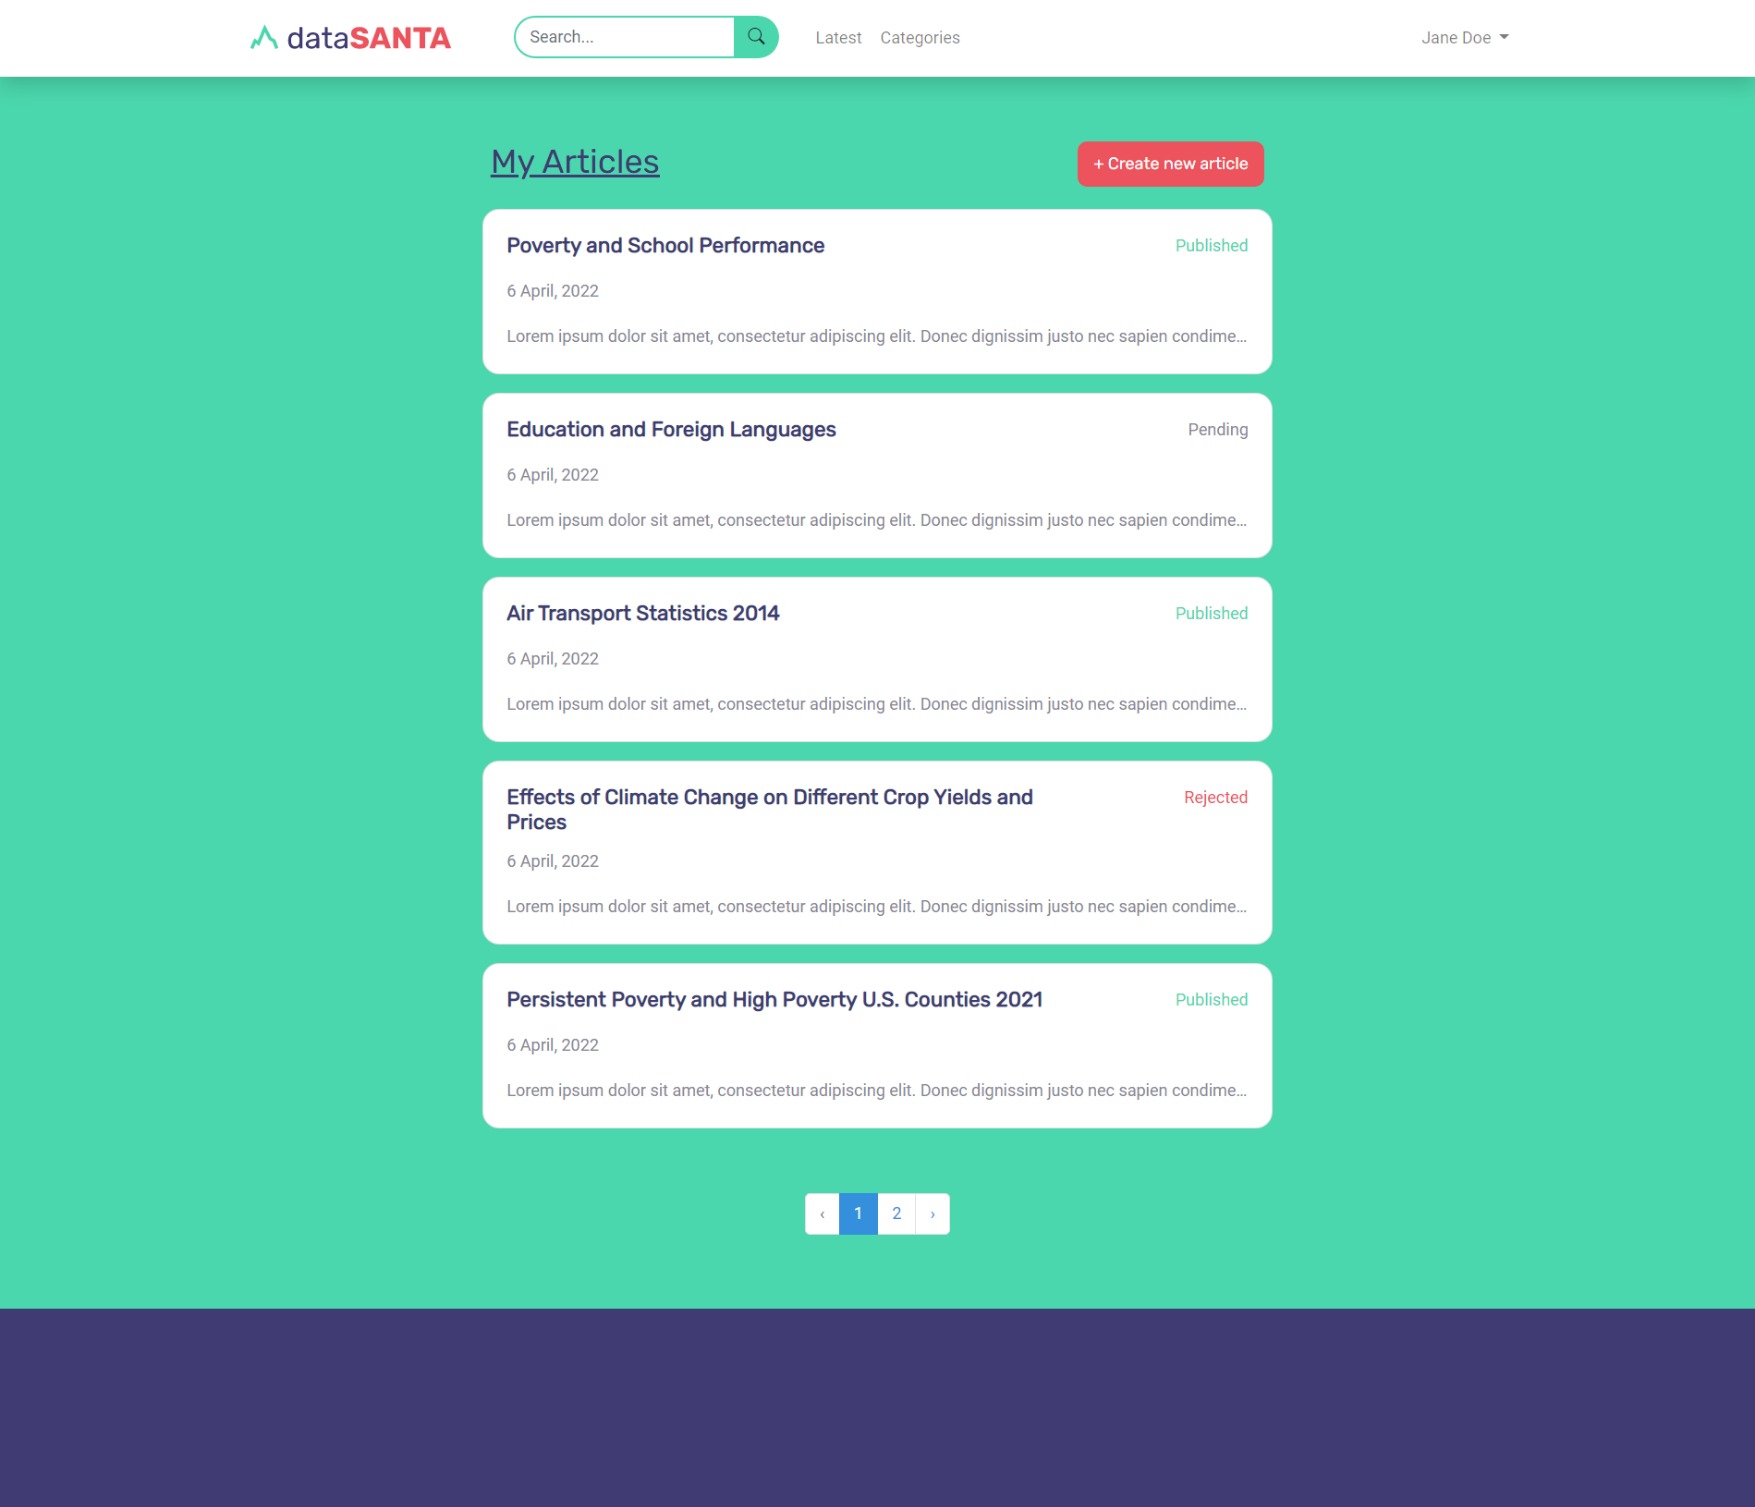 dataSANTA
Search...
Latest
Categories
Jane Doe
My Articles
+ Create new article
Poverty and School Performance
Published
6 April, 2022
Lorem ipsum dolor sit amet, consectetur adipiscing elit. Donec dignissim justo nec sapien condime...
Education and Foreign Languages
Pending
6 April, 2022
Lorem ipsum dolor sit amet, consectetur adipiscing elit. Donec dignissim justo nec sapien condime...
Air Transport Statistics 2014
Published
6 April, 2022
Lorem ipsum dolor sit amet, consectetur adipiscing elit. Donec dignissim justo nec sapien condime...
Effects of Climate Change on Different Crop Yields and
Prices
Rejected
6 April, 2022
Lorem ipsum dolor sit amet, consectetur adipiscing elit. Donec dignissim justo nec sapien condime...
Persistent Poverty and High Poverty U.S. Counties 2021
Published
6 April, 2022
Lorem ipsum dolor sit amet, consectetur adipiscing elit. Donec dignissim justo nec sapien condime...
‹ 1 2 ›